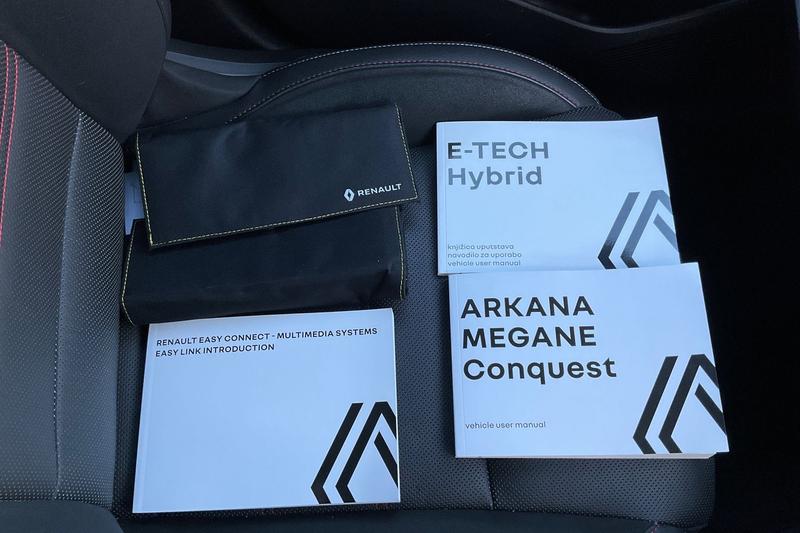 RENAULT
E-TECH
Hybrid
knjižica uputstava
navodilo za uporabo
vehicle user manual
ARKANA
MEGANE
Conquest
vehicle user manual
RENAULT EASY CONNECT - MULTIMEDIA SYSTEMS
EASY LINK INTRODUCTION